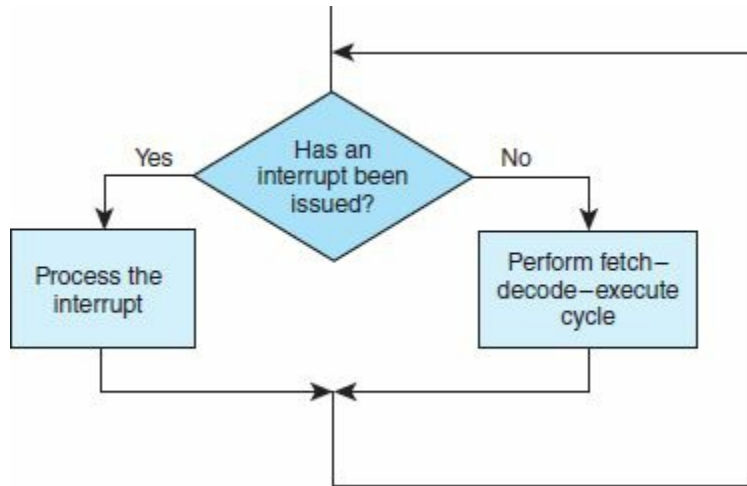 Has an
interrupt been
issued?
Yes
No
Process the
interrupt
Perform fetch–
decode–execute
cycle